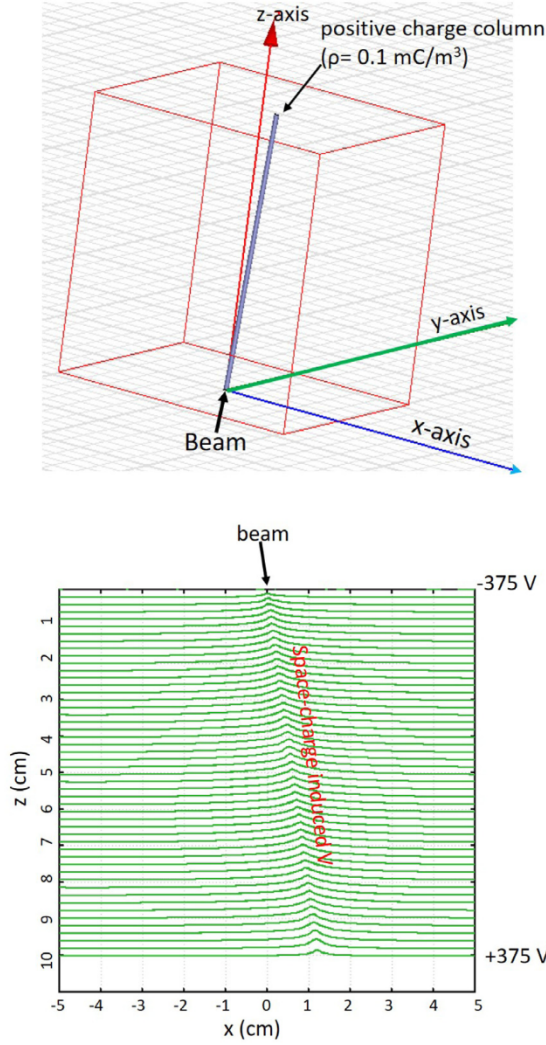 z-axis
positive charge column
(ρ= 0.1 mC/m³)
y-axis
x-axis
Beam
beam
-375 V
1
2
3
4
5
6
7
8
9
10
z (cm)
Space-charge induced V
+375 V
-5 -4 -3 -2 -1 0 1 2 3 4 5
x (cm)